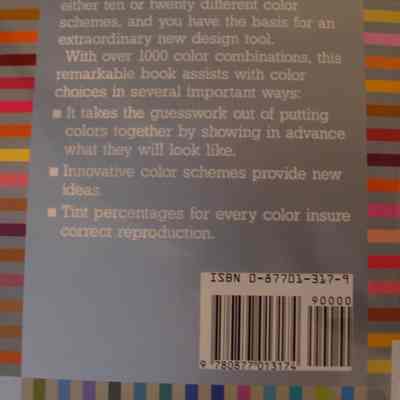 either ten or twenty different color
schemes, and you have the basis for an
extraordinary new design tool.
With over 1000 color combinations, this
remarkable book assists with color
choices in several important ways:
■ It takes the guesswork out of putting
colors together by showing in advance
what they will look like.
■ Innovative color schemes provide new
ideas.
■ Tint percentages for every color insure
correct reproduction.
ISBN 0-87701-317-9
90000
9 780877 013174